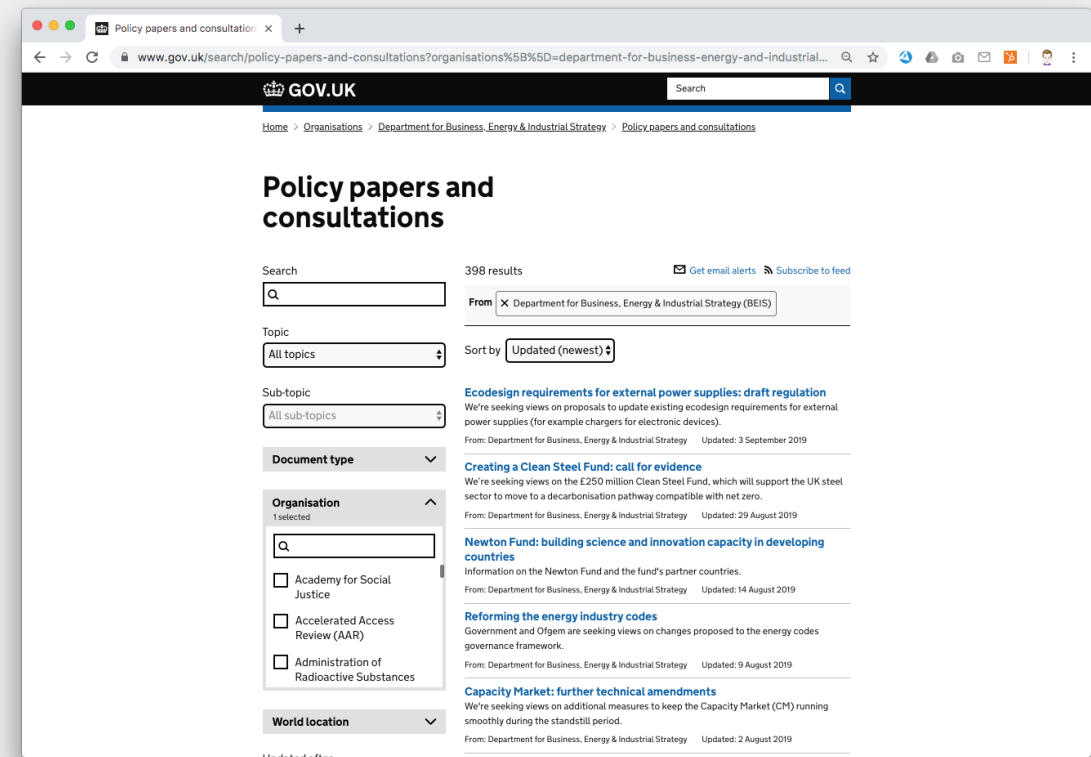 Policy papers and consultation
www.gov.uk/search/policy-papers-and-consultations?organisations%5B%5D=department-for-business-energy-and-industrial...
GOV.UK
Search
Home > Organisations > Department for Business, Energy & Industrial Strategy > Policy papers and consultations
Policy papers and
consultations
Search
Topic
All topics
Sub-topic
All sub-topics
Document type
Organisation
1 selected
Academy for Social
Justice
Accelerated Access
Review (AAR)
Administration of
Radioactive Substances
World location
Updated after
398 results
Get email alerts
Subscribe to feed
From
Department for Business, Energy & Industrial Strategy (BEIS)
Sort by
Updated (newest)
Ecodesign requirements for external power supplies: draft regulation
We're seeking views on proposals to update existing ecodesign requirements for external
power supplies (for example chargers for electronic devices).
From: Department for Business, Energy & Industrial Strategy Updated: 3 September 2019
Creating a Clean Steel Fund: call for evidence
We're seeking views on the £250 million Clean Steel Fund, which will support the UK steel
sector to move to a decarbonisation pathway compatible with net zero.
From: Department for Business, Energy & Industrial Strategy Updated: 29 August 2019
Newton Fund: building science and innovation capacity in developing
countries
Information on the Newton Fund and the fund's partner countries.
From: Department for Business, Energy & Industrial Strategy Updated: 14 August 2019
Reforming the energy industry codes
Government and Ofgem are seeking views on changes proposed to the energy codes
governance framework.
From: Department for Business, Energy & Industrial Strategy Updated: 9 August 2019
Capacity Market: further technical amendments
We're seeking views on additional measures to keep the Capacity Market (CM) running
smoothly during the standstill period.
From: Department for Business, Energy & Industrial Strategy Updated: 2 August 2019